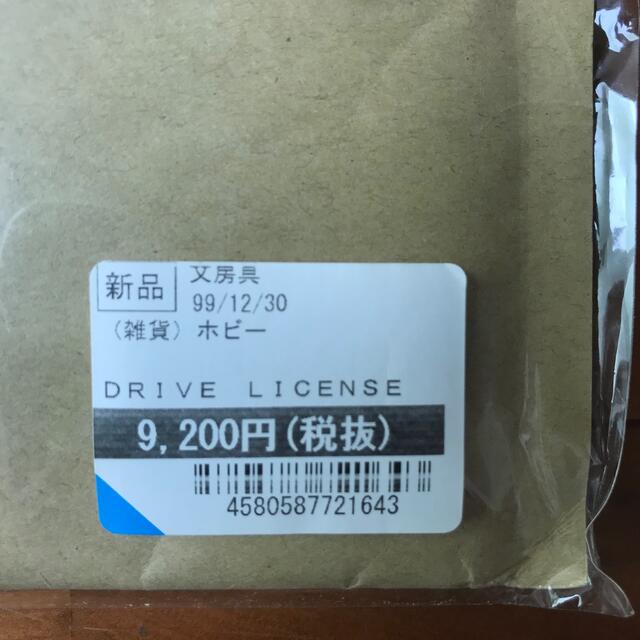 新品 文房具
99/12/30
(雑貨) ホビー
DRIVE LICENSE
9,200円(税抜)
4580587721643